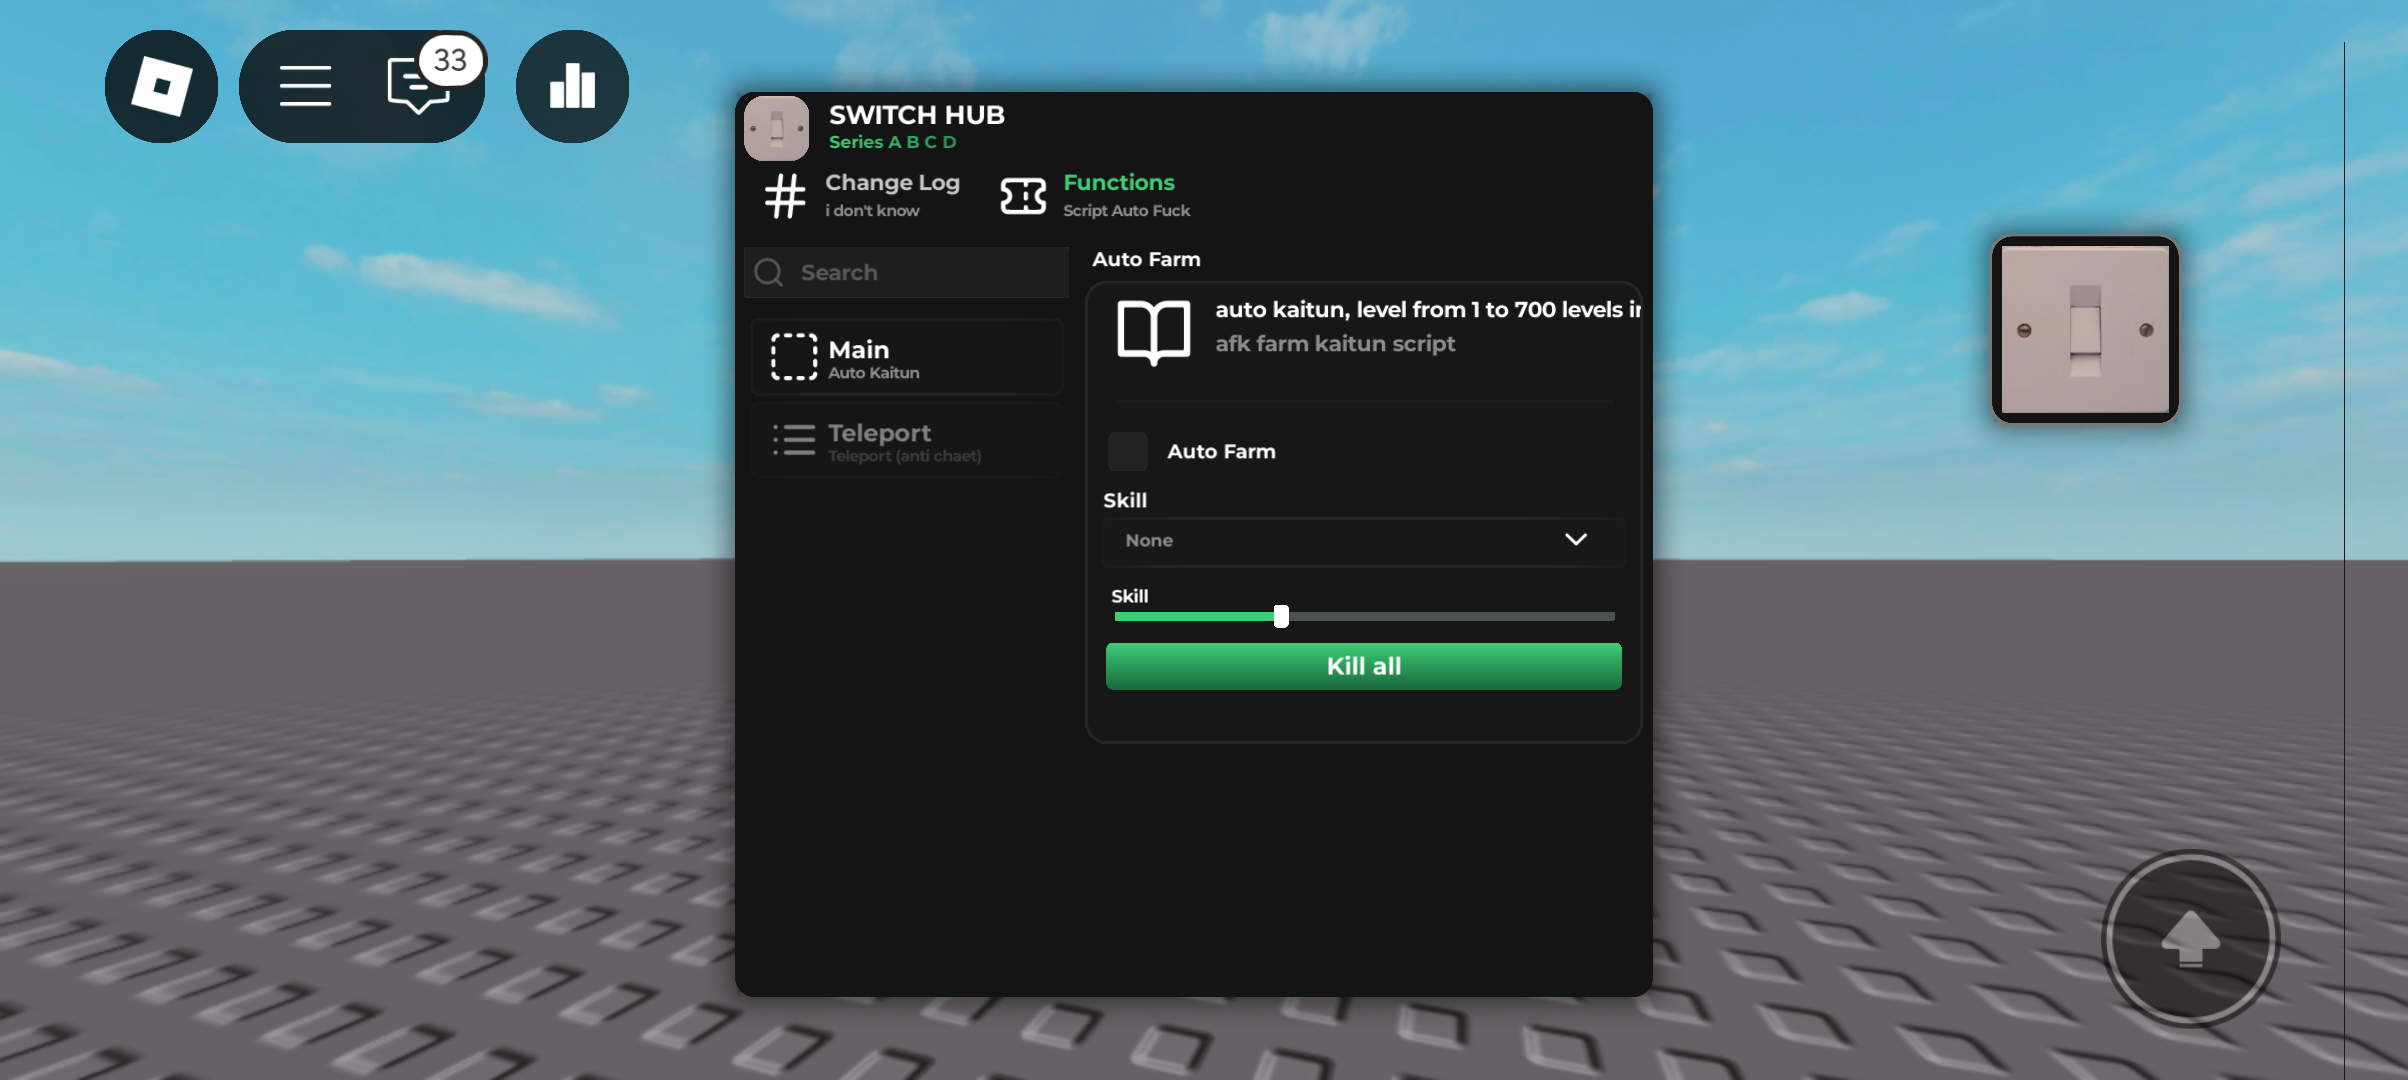 33
SWITCH HUB
Series A B C D
Change Log
i don't know
Functions
Script Auto Fuck
Search
Main
Auto Kaitun
Teleport
Teleport (anti chaet)
Auto Farm
auto kaitun, level from 1 to 700 levels
afk farm kaitun script
Auto Farm
Skill
None
Skill
Kill all